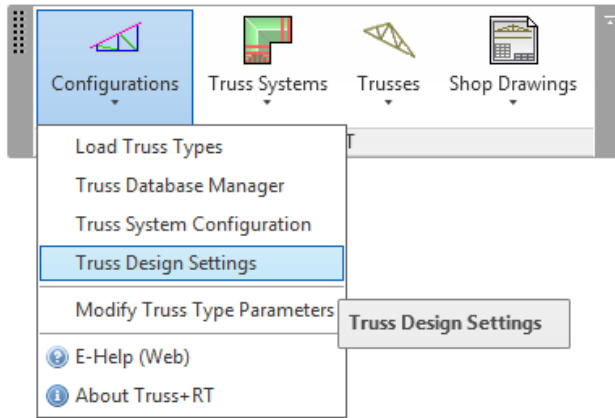 Configurations Truss Systems Trusses Shop Drawings
T
Load Truss Types
Truss Database Manager
Truss System Configuration
Truss Design Settings
Modify Truss Type Parameters
Truss Design Settings
E-Help (Web)
About Truss+RT